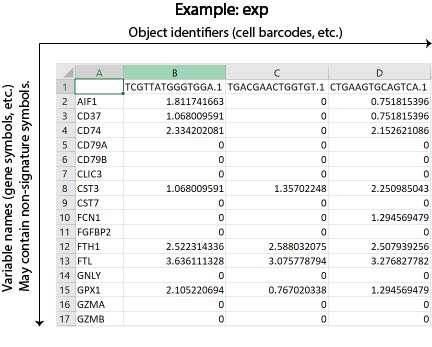 Example: exp
Object identifiers (cell barcodes, etc.)
Variable names (gene symbols, etc.)
May contain non-signature symbols.
A B C D
1 TCGTTATGGGTGGA.1 TGACGAACTGGTGT.1 CTGAAGTGCAGTCA.1
2 AIF1 1.811741663 0 0.751815396
3 CD37 1.068009591 0 0.751815396
4 CD74 2.334202081 0 2.152621086
5 CD79A 0 0 0
6 CD79B 0 0 0
7 CLIC3 0 0 0
8 CST3 1.068009591 1.35702248 2.250985043
9 CST7 0 0 0
10 FCN1 0 0 1.294569479
11 FGFBP2 0 0 0
12 FTH1 2.522314336 2.588032075 2.507939256
13 FTL 3.636111328 3.075778794 3.276827782
14 GNLY 0 0 0
15 GPX1 2.105220694 0.767020338 1.294569479
16 GZMA 0 0 0
17 GZMB 0 0 0